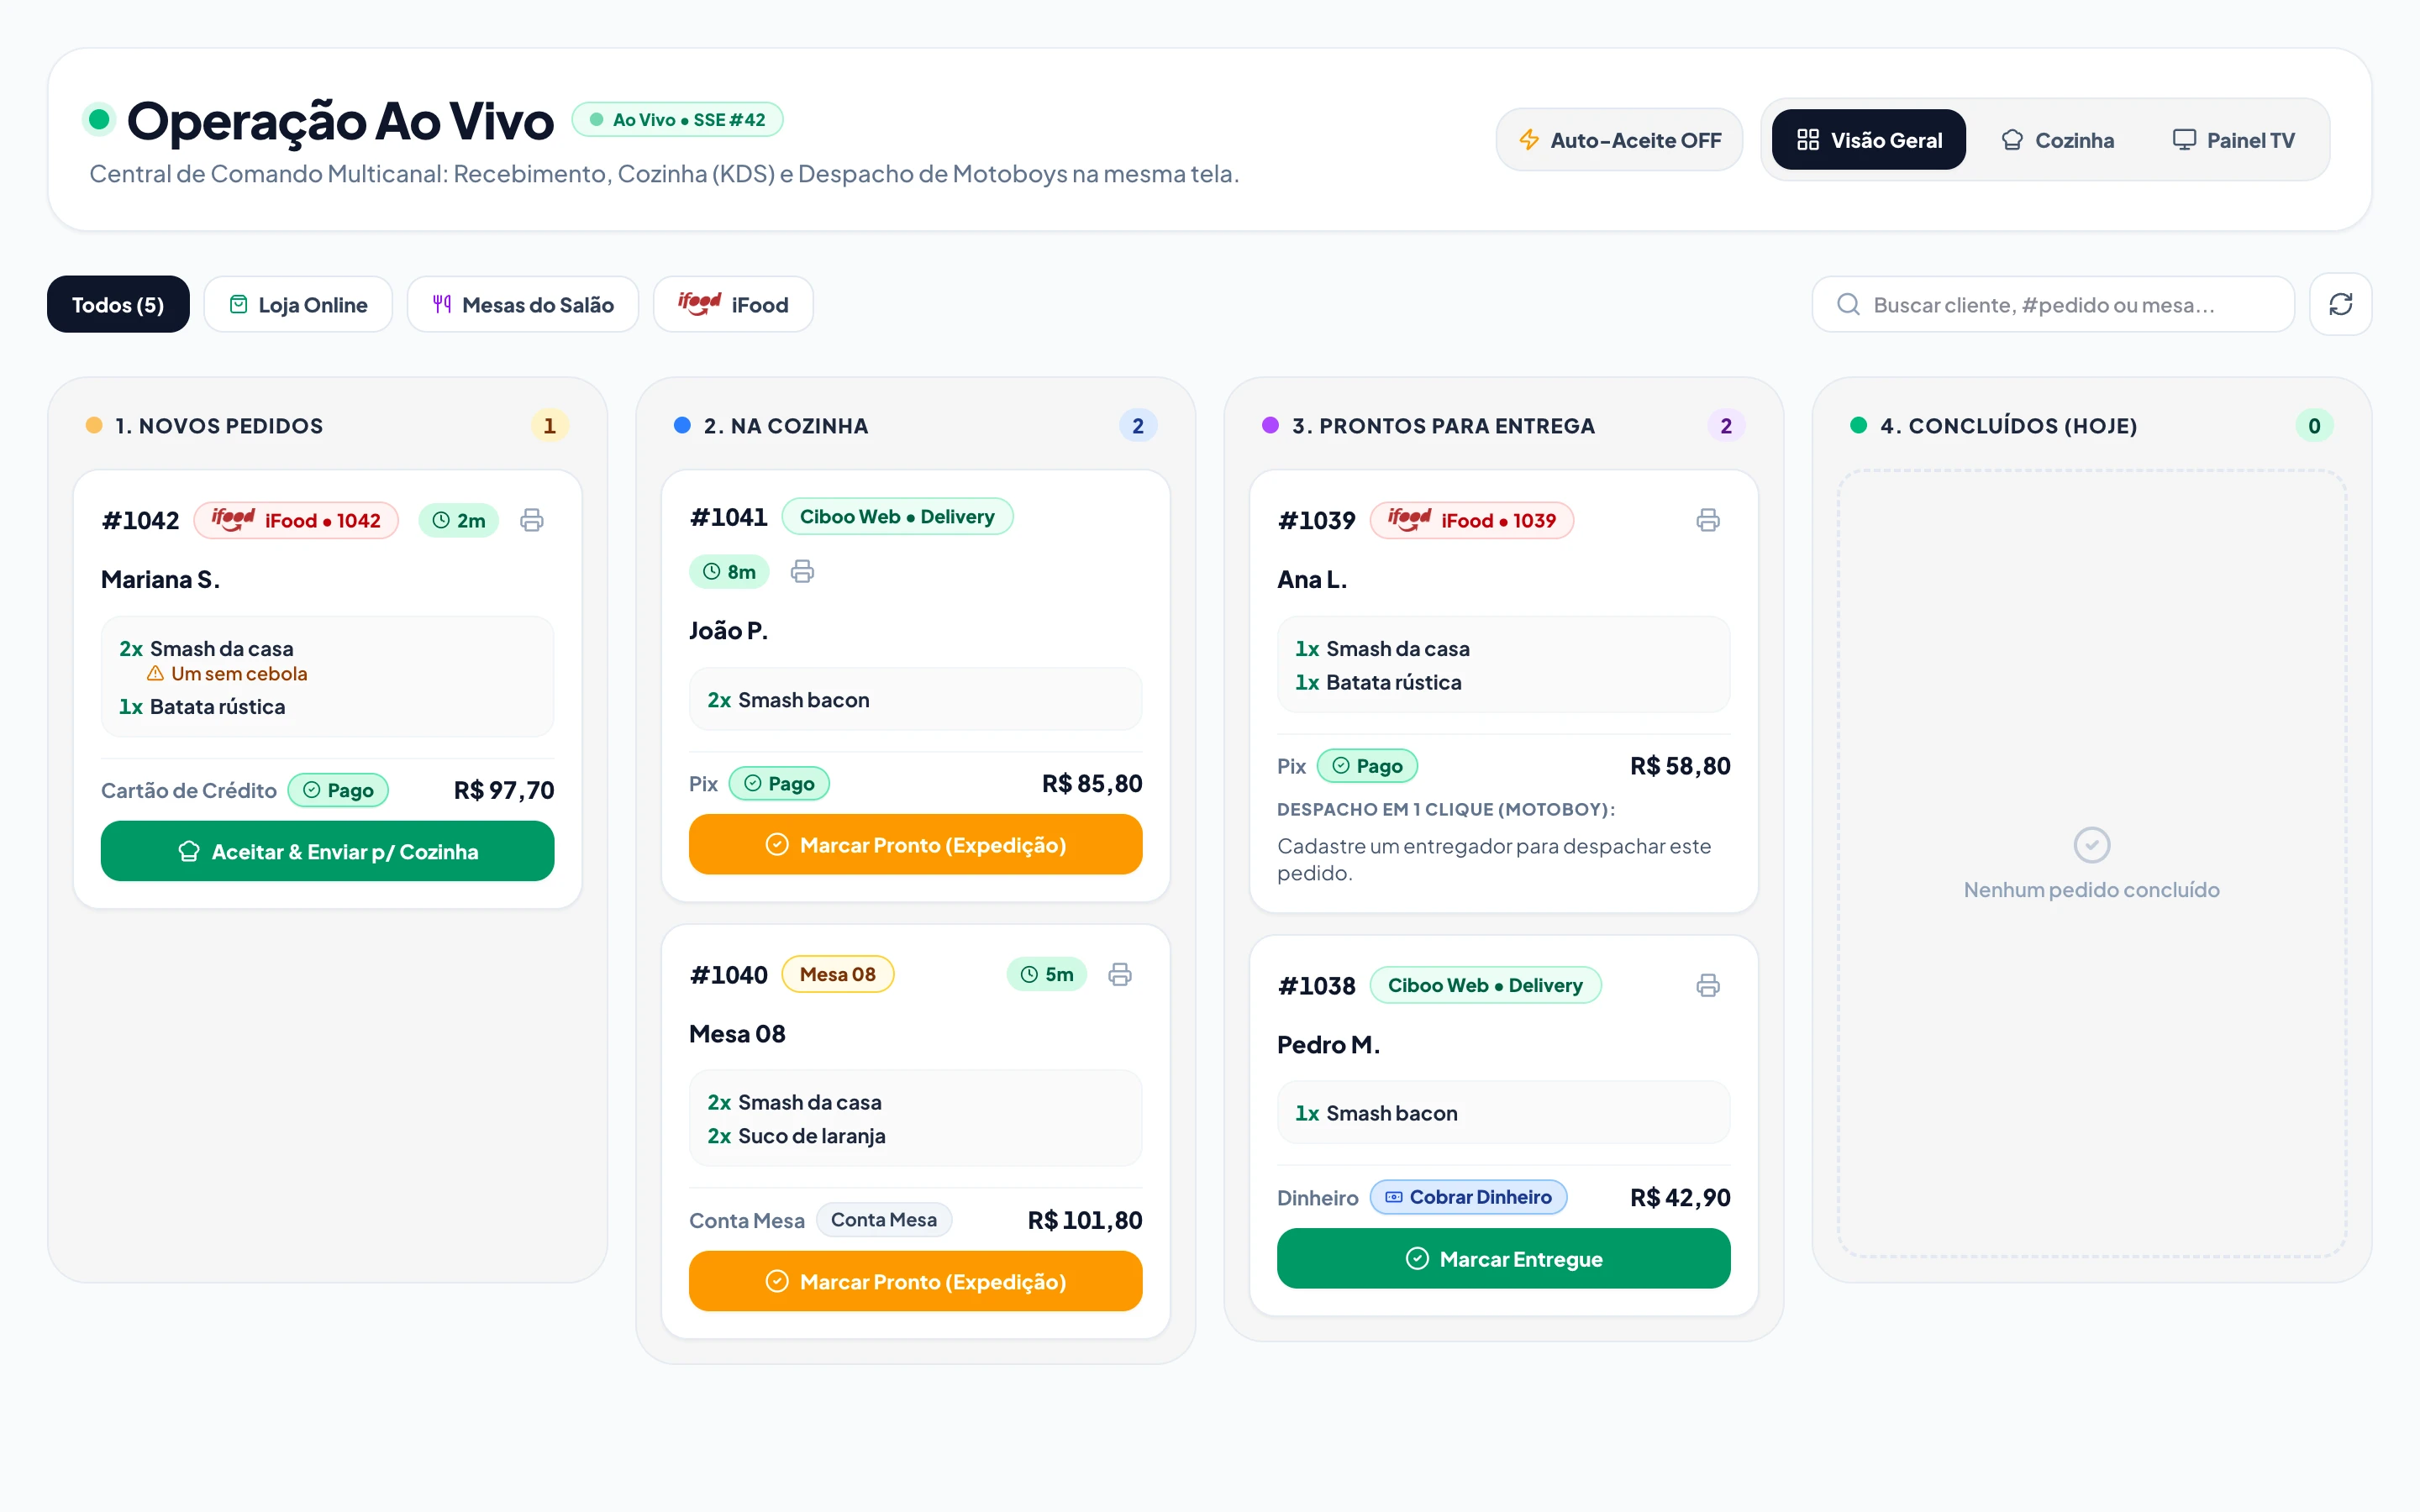 Operação Ao Vivo
Ao Vivo • SSE #42
Central de Comando Multicanal: Recebimento, Cozinha (KDS) e Despacho de Motoboys na mesma tela.
Auto-Aceite OFF
Visão Geral
Cozinha
Painel TV
Todos (5)
Loja Online
Mesas do Salão
ifood iFood
Buscar cliente, #pedido ou mesa...
1. NOVOS PEDIDOS
1
#1042
ifood iFood • 1042
2m
Mariana S.
2x Smash da casa
Um sem cebola
1x Batata rústica
Cartão de Crédito
Pago
R$ 97,70
Aceitar & Enviar p/ Cozinha
2. NA COZINHA
2
#1041
Ciboo Web • Delivery
8m
João P.
2x Smash bacon
Pix
Pago
R$ 85,80
Marcar Pronto (Expedição)
#1040
Mesa 08
5m
Mesa 08
2x Smash da casa
2x Suco de laranja
Conta Mesa
Conta Mesa
R$ 101,80
Marcar Pronto (Expedição)
3. PRONTOS PARA ENTREGA
2
#1039
ifood iFood • 1039
Ana L.
1x Smash da casa
1x Batata rústica
Pix
Pago
R$ 58,80
DESPACHO EM 1 CLIQUE (MOTOBOY):
Cadastre um entregador para despachar este
pedido.
#1038
Ciboo Web • Delivery
Pedro M.
1x Smash bacon
Dinheiro
Cobrar Dinheiro
R$ 42,90
Marcar Entregue
4. CONCLUÍDOS (HOJE)
0
Nenhum pedido concluído